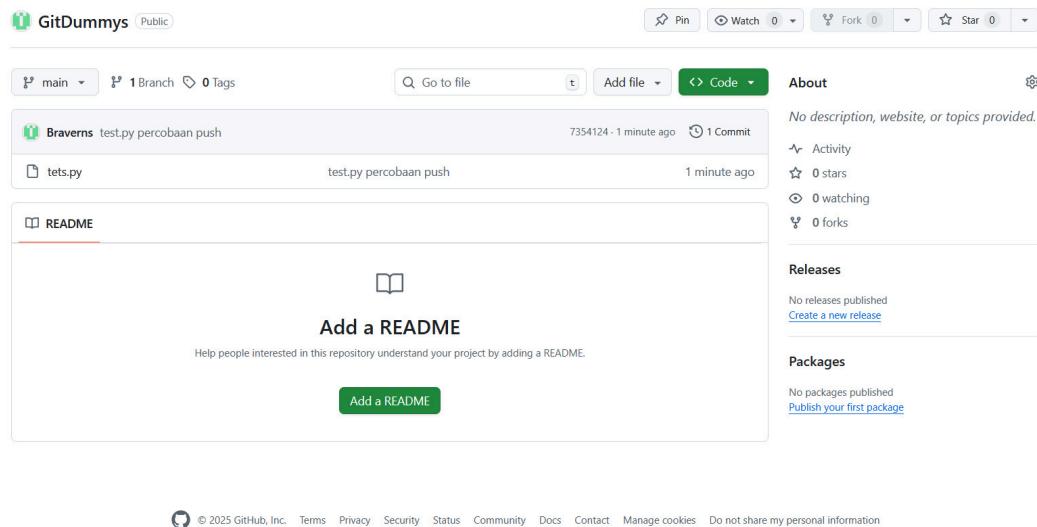 GitDummys Public Pin Watch 0 Fork 0 Star 0
main 1 Branch 0 Tags Go to file t Add file Code
Braverns test.py percobaan push 7354124 · 1 minute ago 1 Commit
tets.py test.py percobaan push 1 minute ago
README
Add a README
Help people interested in this repository understand your project by adding a README.
Add a README
About
No description, website, or topics provided.
Activity
0 stars
0 watching
0 forks
Releases
No releases published
Create a new release
Packages
No packages published
Publish your first package
© 2025 GitHub, Inc. Terms Privacy Security Status Community Docs Contact Manage cookies Do not share my personal information